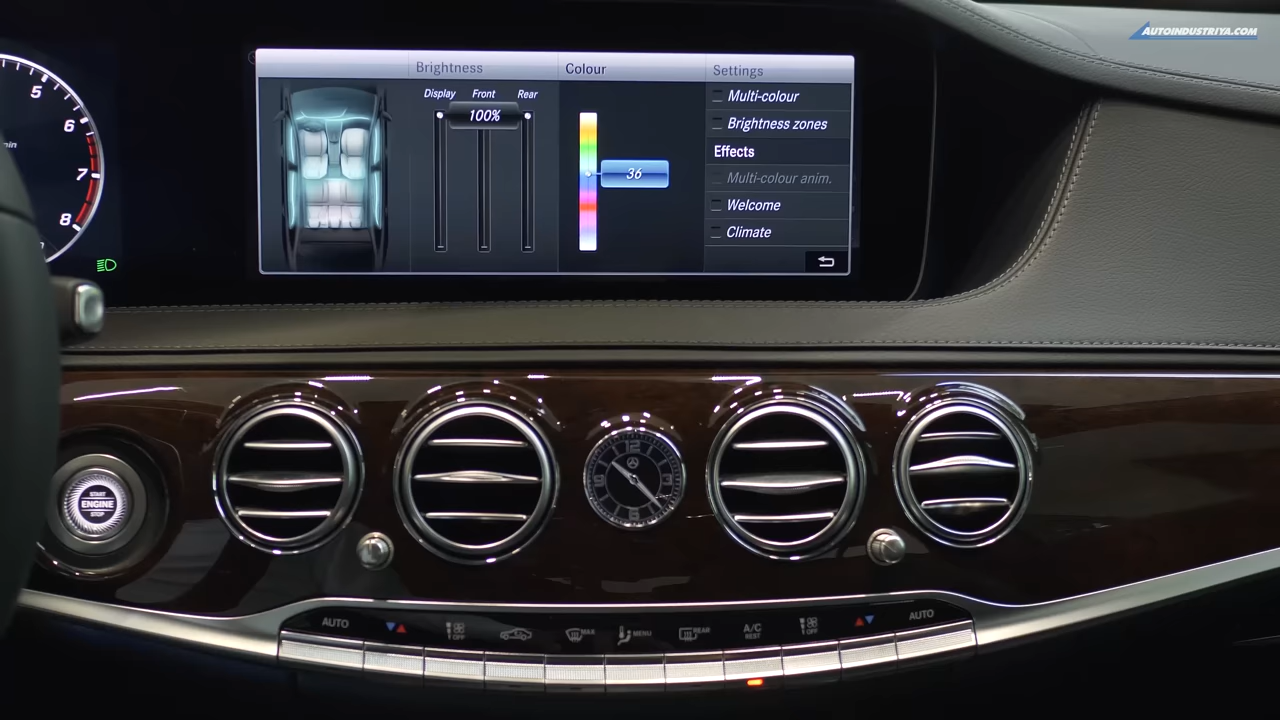 AUTOINDUSTRIYA.COM
5
6
7
8
Brightness
Colour
Settings
Display Front Rear
100%
36
Multi-colour
Brightness zones
Effects
Multi-colour anim.
Welcome
Climate
START
ENGINE
STOP
12
AUTO
OFF
MAX
MENU
REAR
A/C
REST
OFF
AUTO